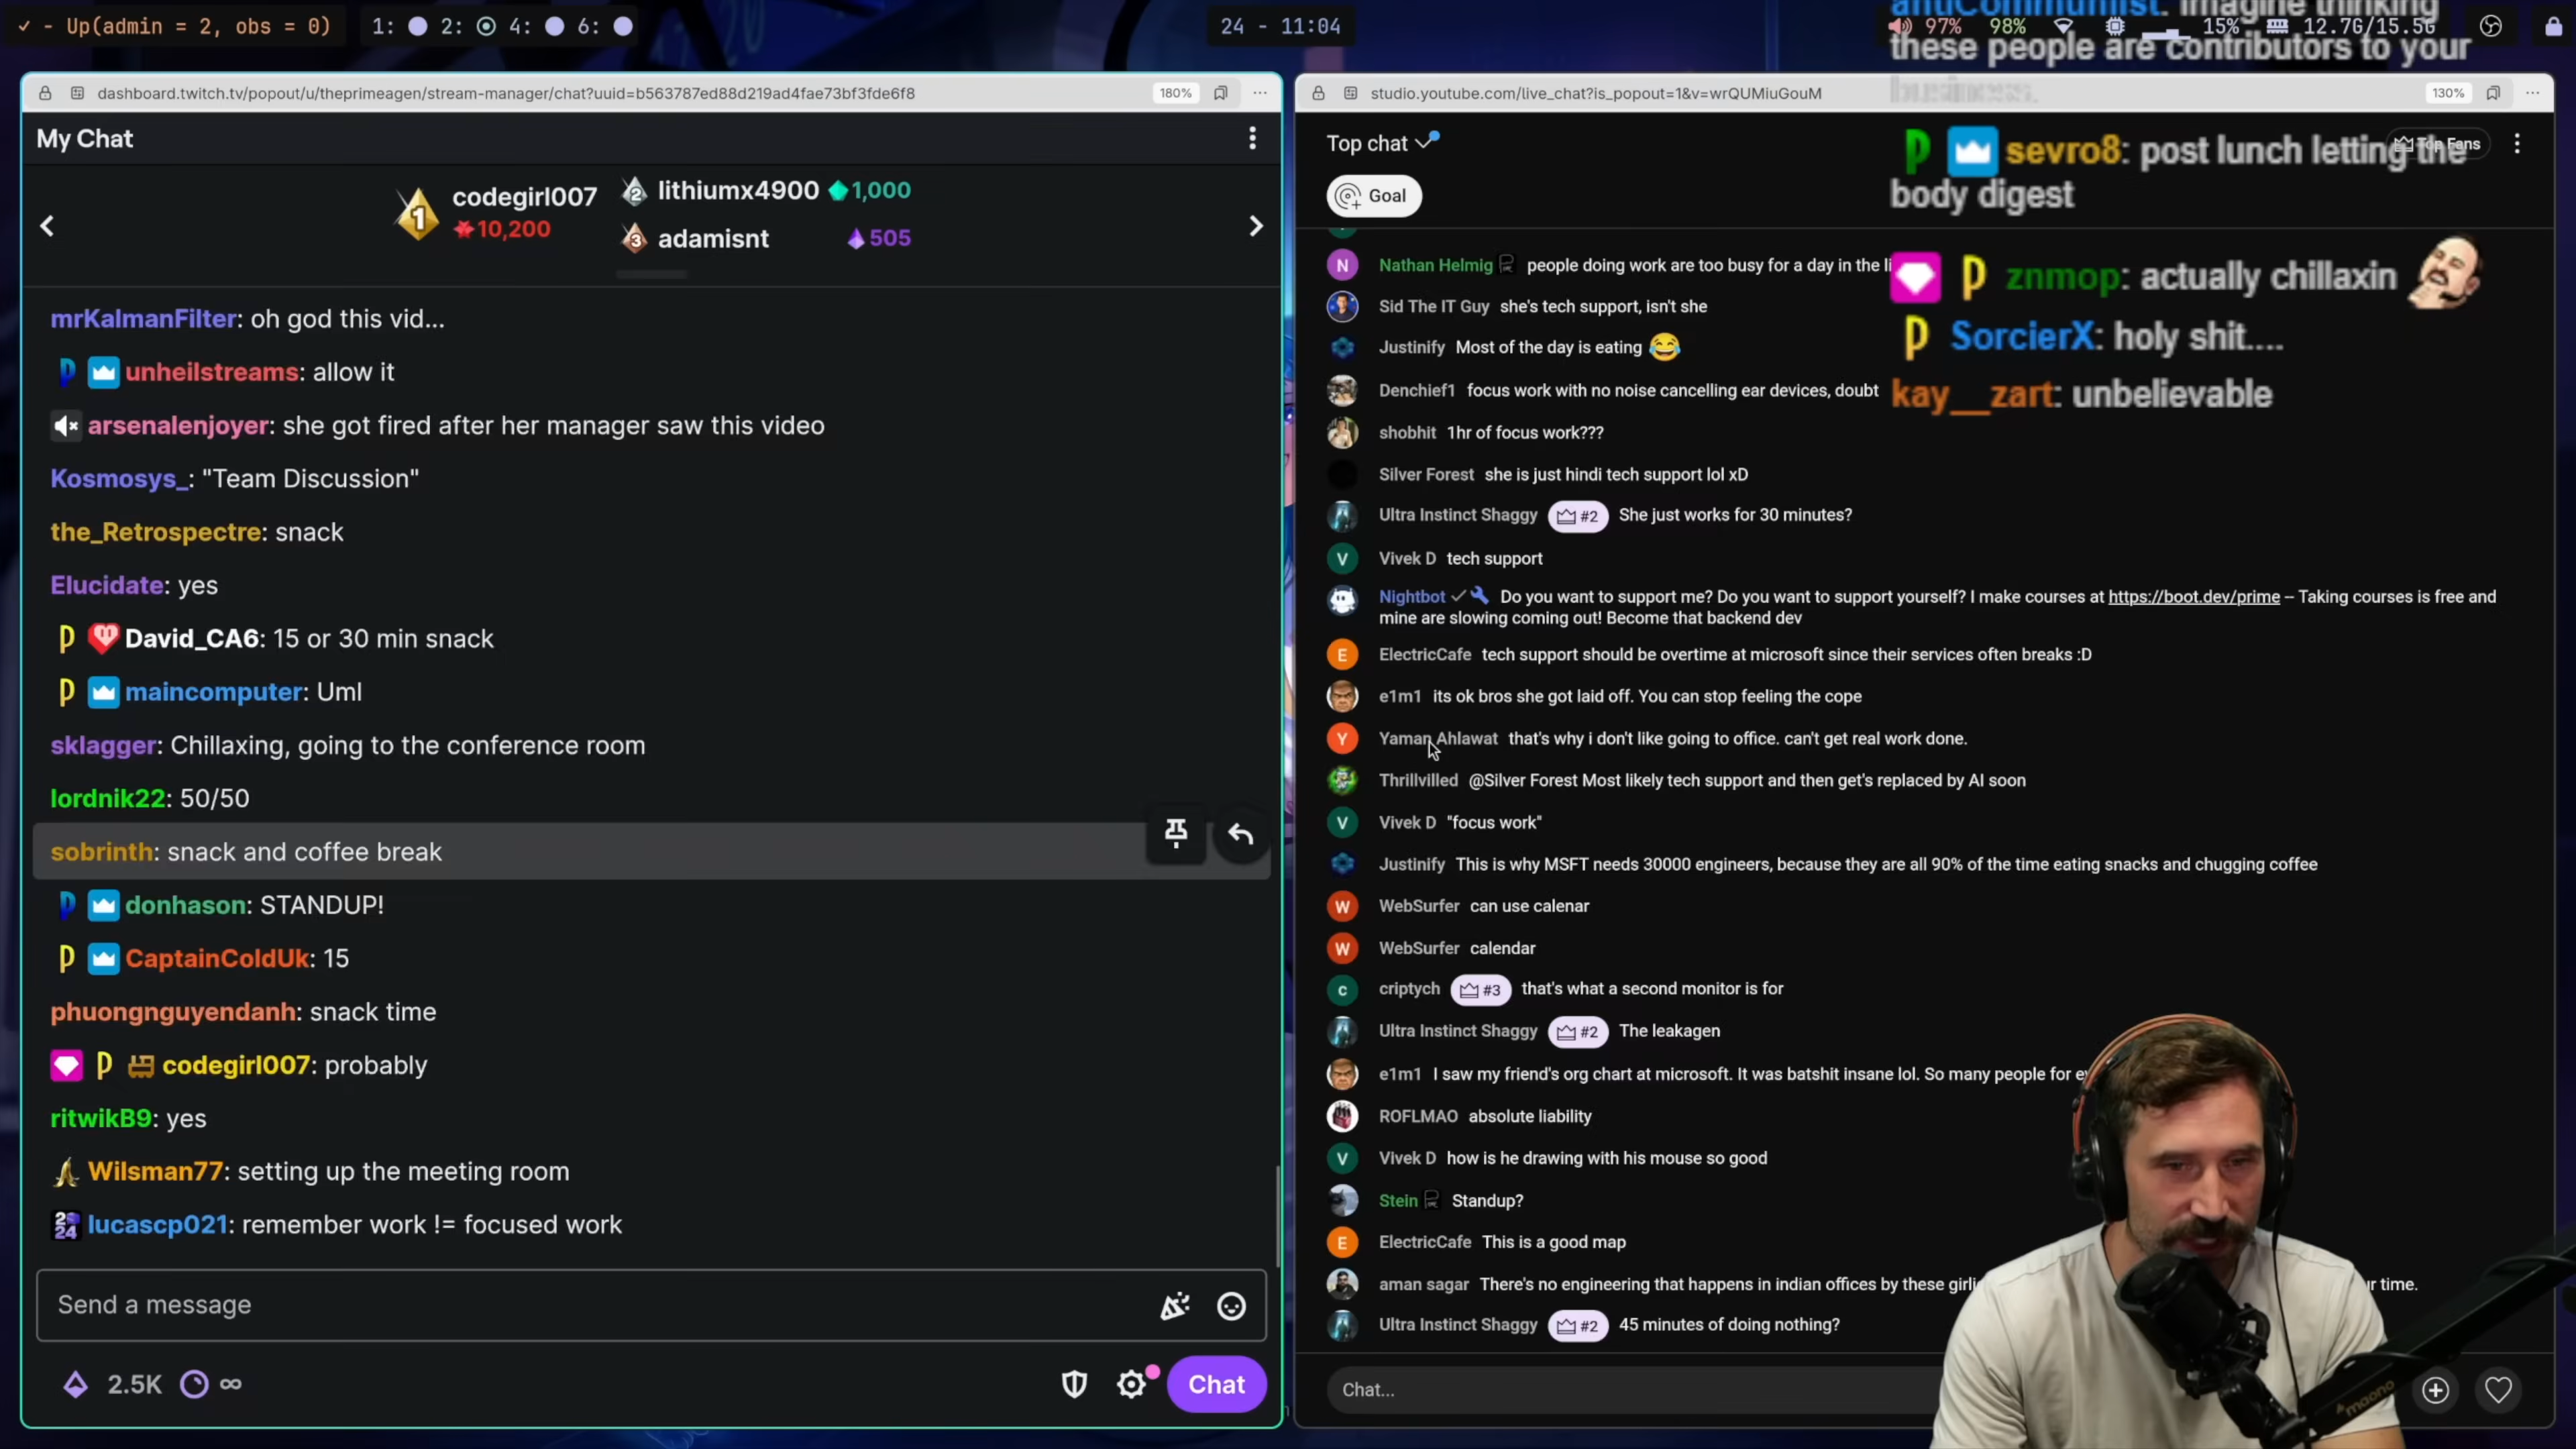 ✓ - Up(admin = 2, obs = 0)
1: 2: 4: 6:
24 - 11:04
97% 98% 15% 12.7G/15.5G
antiCommunist: imagine thinking
these people are contributors to your
business.
dashboard.twitch.tv/popout/u/theprimeagen/stream-manager/chat?uuid=b563787ed88d219ad4fae73bf3fde6f8
180%
My Chat
1 codegirl007
10,200
2 lithiumx4900 1,000
3 adamisnt 505
mrKalmanFilter: oh god this vid...
unheilstreams: allow it
arsenalenjoyer: she got fired after her manager saw this video
Kosmosys_: "Team Discussion"
the_Retrospectre: snack
Elucidate: yes
David_CA6: 15 or 30 min snack
maincomputer: Uml
sklagger: Chillaxing, going to the conference room
lordnik22: 50/50
sobrinth: snack and coffee break
donhason: STANDUP!
CaptainColdUk: 15
phuongnguyendanh: snack time
codegirl007: probably
ritwikB9: yes
Wilsman77: setting up the meeting room
lucascp021: remember work != focused work
Send a message
2.5K ∞
Chat
studio.youtube.com/live_chat?is_popout=1&v=wrQUMiuGouM
130%
Top chat
Top Fans
Goal
sevro8: post lunch letting the
body digest
znmop: actually chillaxin
SorcierX: holy shit....
kay__zart: unbelievable
N Nathan Helmig people doing work are too busy for a day in the li
Sid The IT Guy she's tech support, isn't she
Justinify Most of the day is eating 😂
Denchief1 focus work with no noise cancelling ear devices, doubt
shobhit 1hr of focus work???
Silver Forest she is just hindi tech support lol xD
Ultra Instinct Shaggy #2 She just works for 30 minutes?
V Vivek D tech support
Nightbot Do you want to support me? Do you want to support yourself? I make courses at https://boot.dev/prime – Taking courses is free and
mine are slowing coming out! Become that backend dev
E ElectricCafe tech support should be overtime at microsoft since their services often breaks :D
e1m1 its ok bros she got laid off. You can stop feeling the cope
Y Yaman Ahlawat that's why i don't like going to office. can't get real work done.
Thrillvilled @Silver Forest Most likely tech support and then get's replaced by AI soon
V Vivek D "focus work"
Justinify This is why MSFT needs 30000 engineers, because they are all 90% of the time eating snacks and chugging coffee
W WebSurfer can use calenar
W WebSurfer calendar
c criptych #3 that's what a second monitor is for
Ultra Instinct Shaggy #2 The leakagen
e1m1 I saw my friend's org chart at microsoft. It was batshit insane lol. So many people for
ROFLMAO absolute liability
V Vivek D how is he drawing with his mouse so good
Stein Standup?
E ElectricCafe This is a good map
aman sagar There's no engineering that happens in indian offices by these r time.
Ultra Instinct Shaggy #2 45 minutes of doing nothing?
Chat...
maono